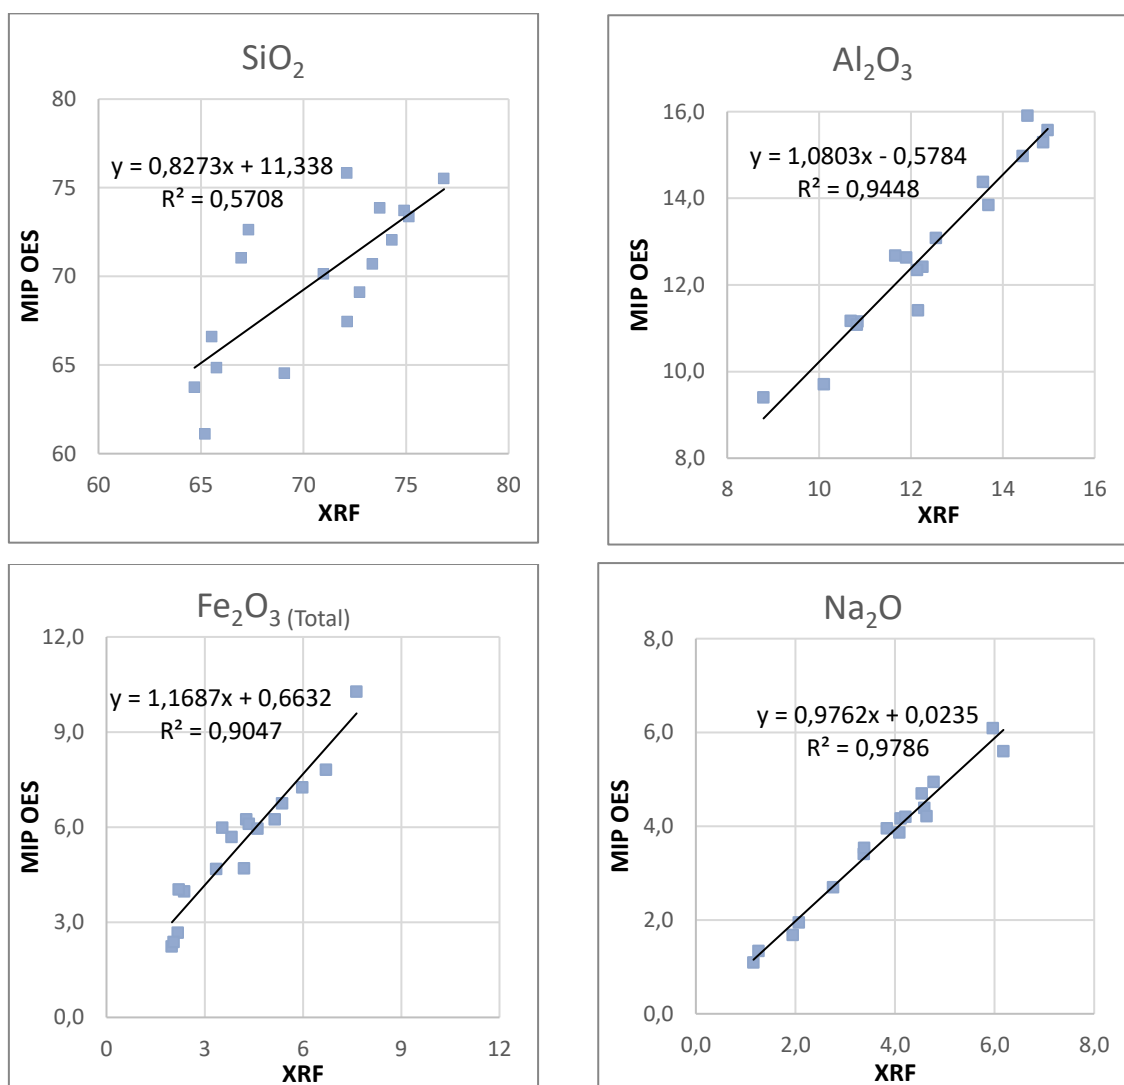 SiO₂
80
75
70
65
60
y = 0,8273x + 11,338
R² = 0,5708
MIP OES
60 65 70 75 80
XRF
Al₂O₃
16,0
14,0
12,0
10,0
8,0
y = 1,0803x - 0,5784
R² = 0,9448
MIP OES
8 10 12 14 16
XRF
Fe₂O₃ (Total)
12,0
9,0
6,0
3,0
0,0
y = 1,1687x + 0,6632
R² = 0,9047
MIP OES
0 3 6 9 12
XRF
Na₂O
8,0
6,0
4,0
2,0
0,0
y = 0,9762x + 0,0235
R² = 0,9786
MIP OES
0,0 2,0 4,0 6,0 8,0
XRF